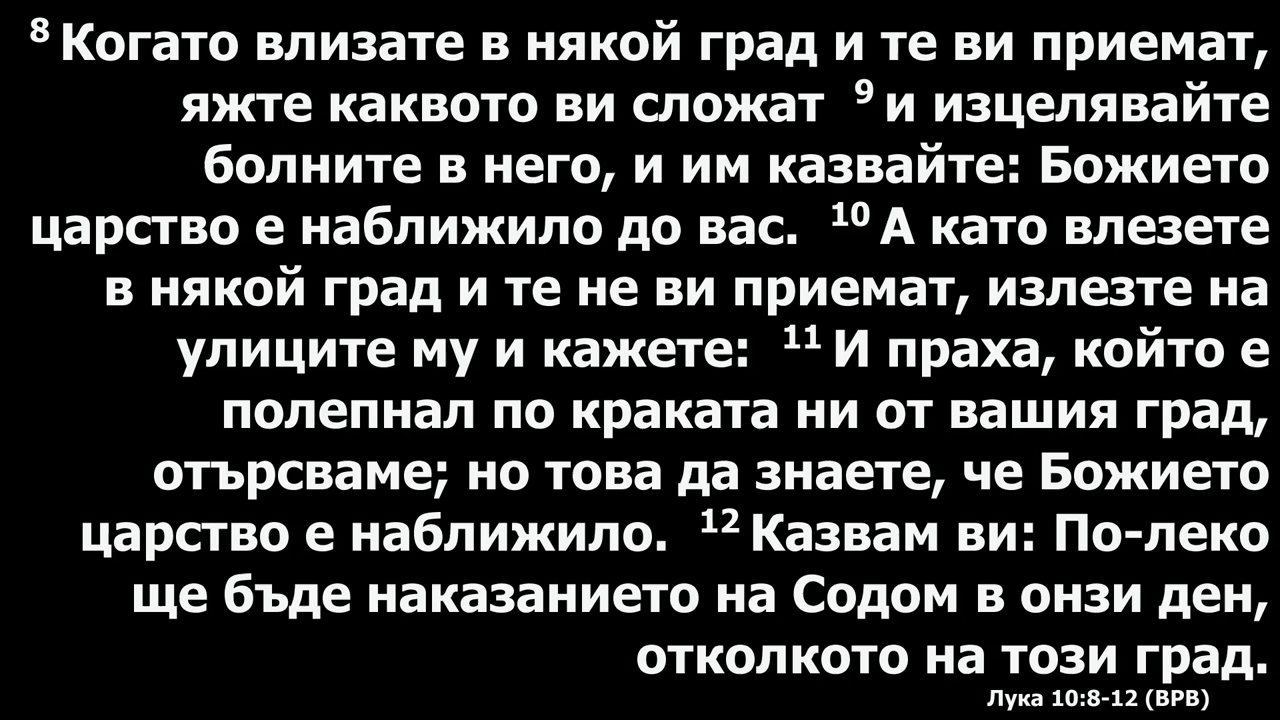 8 Когато влизате в някой град и те ви приемат,
яжте каквото ви сложат 9 и изцелявайте
болните в него, и им казвайте: Божието
царство е наближило до вас. 10 А като влезете
в някой град и те не ви приемат, излезте на
улиците му и кажете: 11 И праха, който е
полепнал по краката ни от вашия град,
отърсваме; но това да знаете, че Божието
царство е наближило. 12 Казвам ви: По-леко
ще бъде наказанието на Содом в онзи ден,
отколкото на този град.
Лука 10:8-12 (ВРВ)